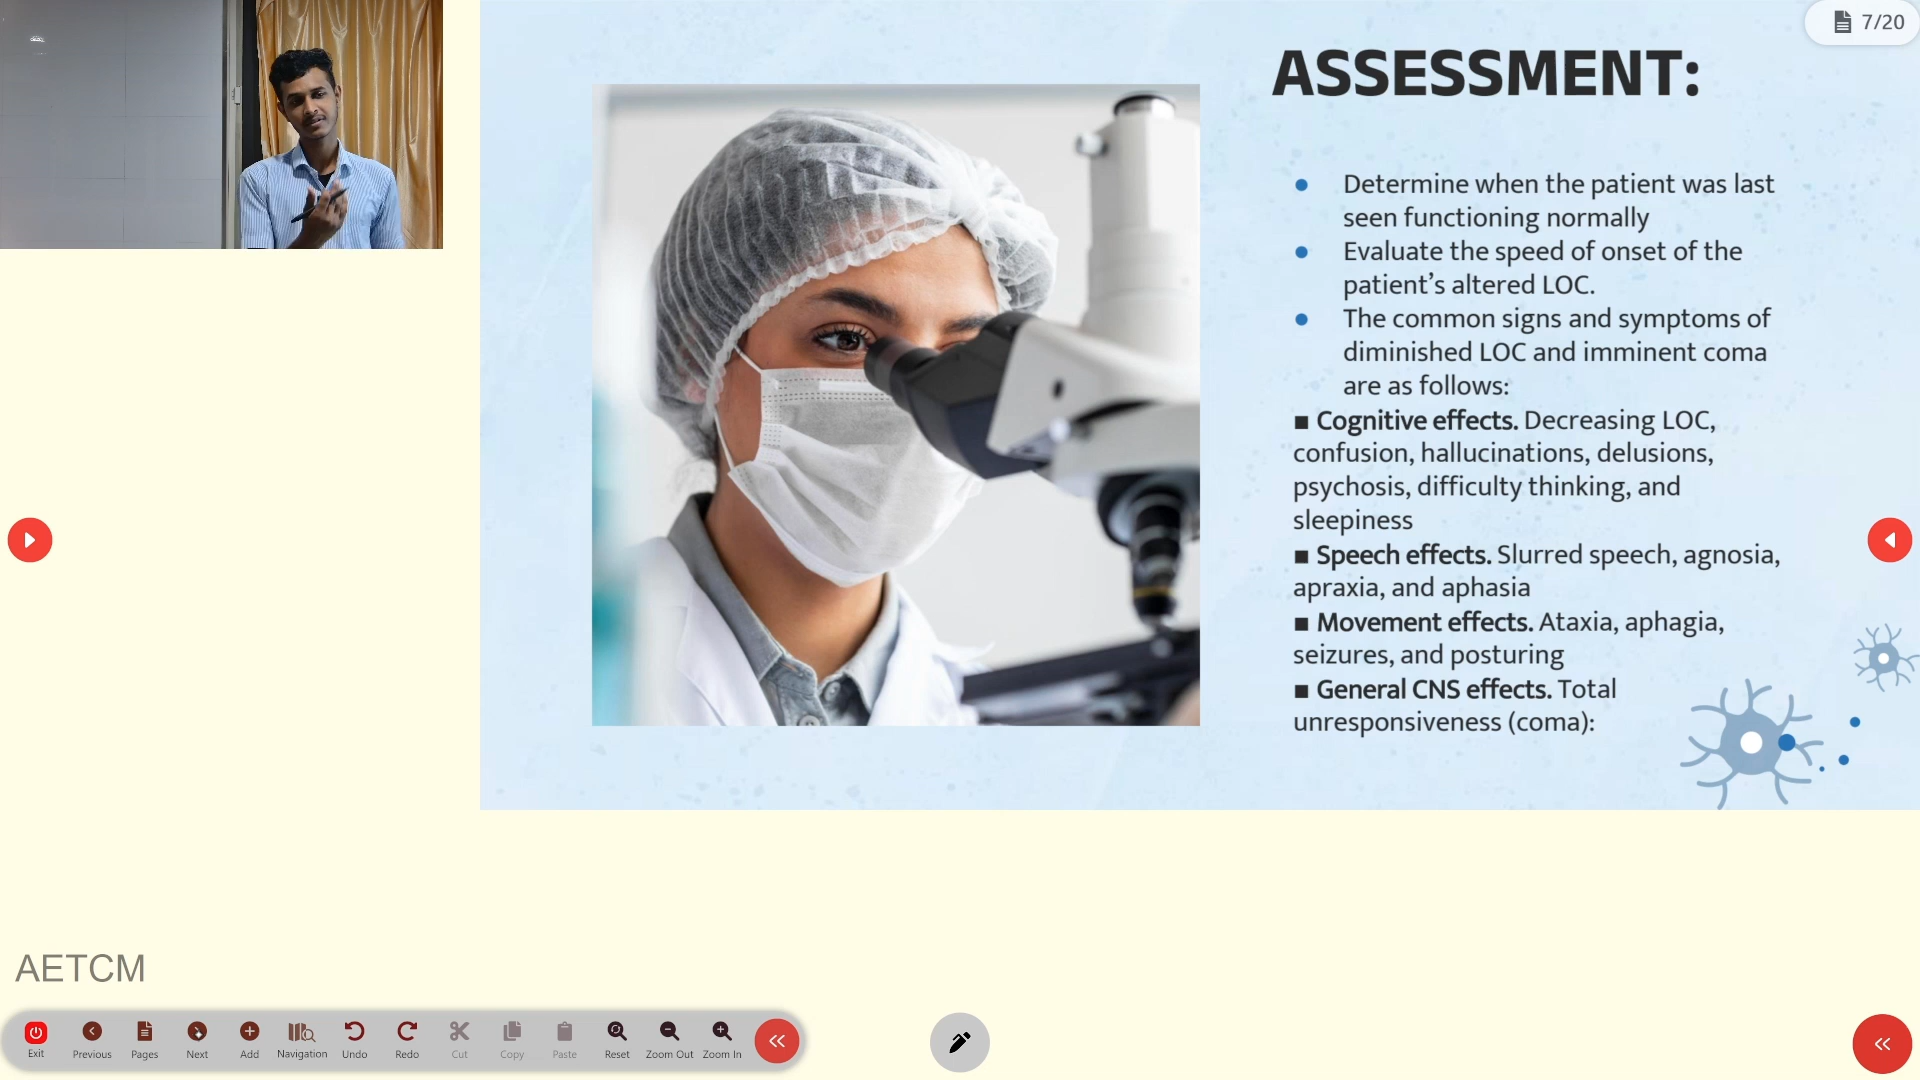 7/20
ASSESSMENT:
● Determine when the patient was last
seen functioning normally
● Evaluate the speed of onset of the
patient’s altered LOC.
● The common signs and symptoms of
diminished LOC and imminent coma
are as follows:
■ Cognitive effects. Decreasing LOC,
confusion, hallucinations, delusions,
psychosis, difficulty thinking, and
sleepiness
■ Speech effects. Slurred speech, agnosia,
apraxia, and aphasia
■ Movement effects. Ataxia, aphagia,
seizures, and posturing
■ General CNS effects. Total
unresponsiveness (coma):
AETCM
Exit Previous Pages Next Add Navigation Undo Redo Cut Copy Paste Reset Zoom Out Zoom In